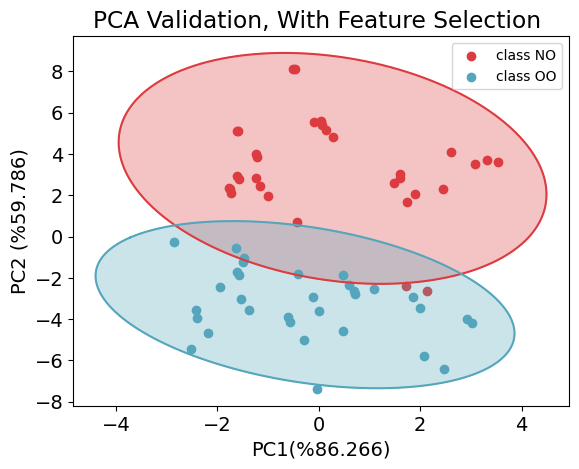 PCA Validation, With Feature Selection
class NO
class OO
8
6
4
2
0
−2
−4
−6
−8
PC2 (%59.786)
−4
−2
0
2
4
PC1(%86.266)